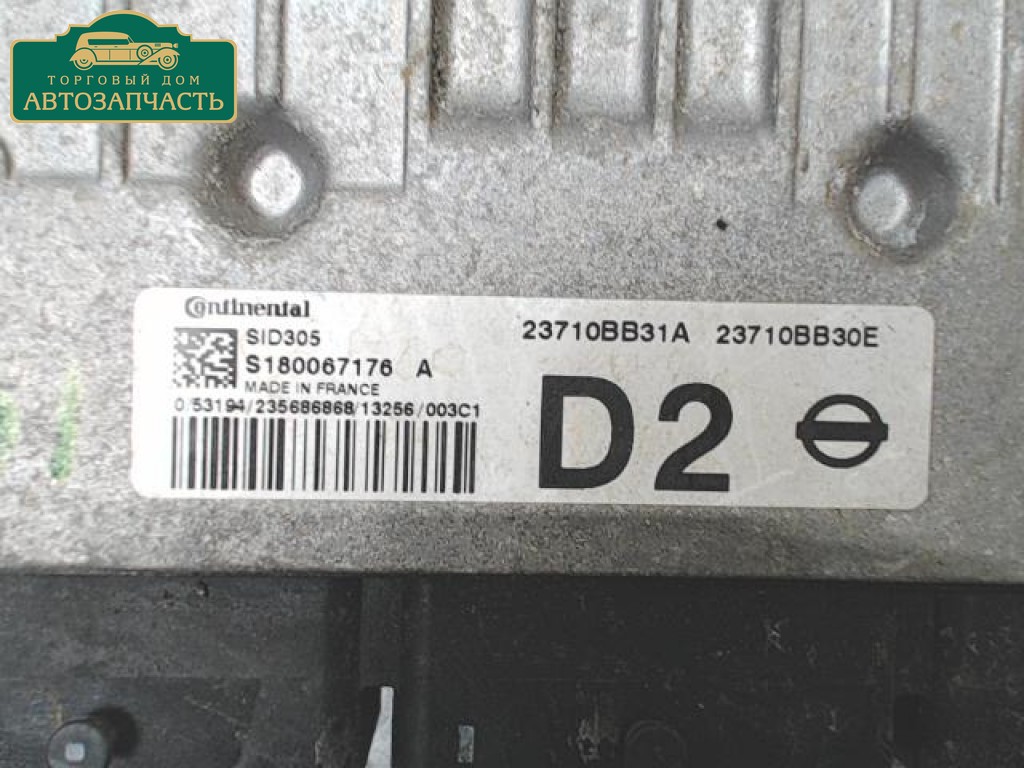 ТОРГОВЫЙ ДОМ
АВТОЗАПЧАСТЬ
Continental
SID305
S180067176 A
MADE IN FRANCE
0/53194/235686868/13256/003C1
23710BB31A 23710BB30E
D2